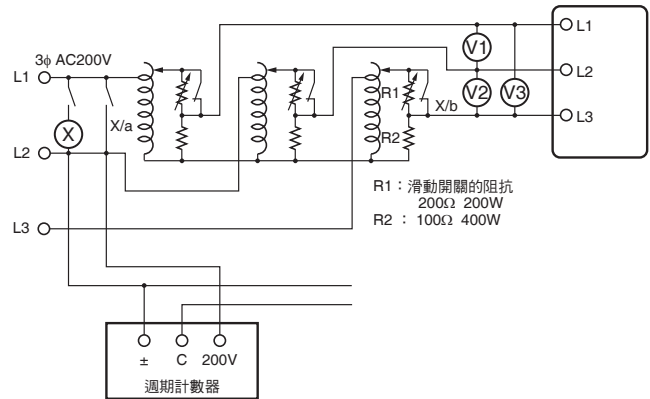 3ϕ AC200V
L1
L2
L3
X
X/a
R1
R2
X/b
V1
V2
V3
L1
L2
L3
R1：滑動開關的阻抗
200Ω 200W
R2 ： 100Ω 400W
± C 200V
週期計數器